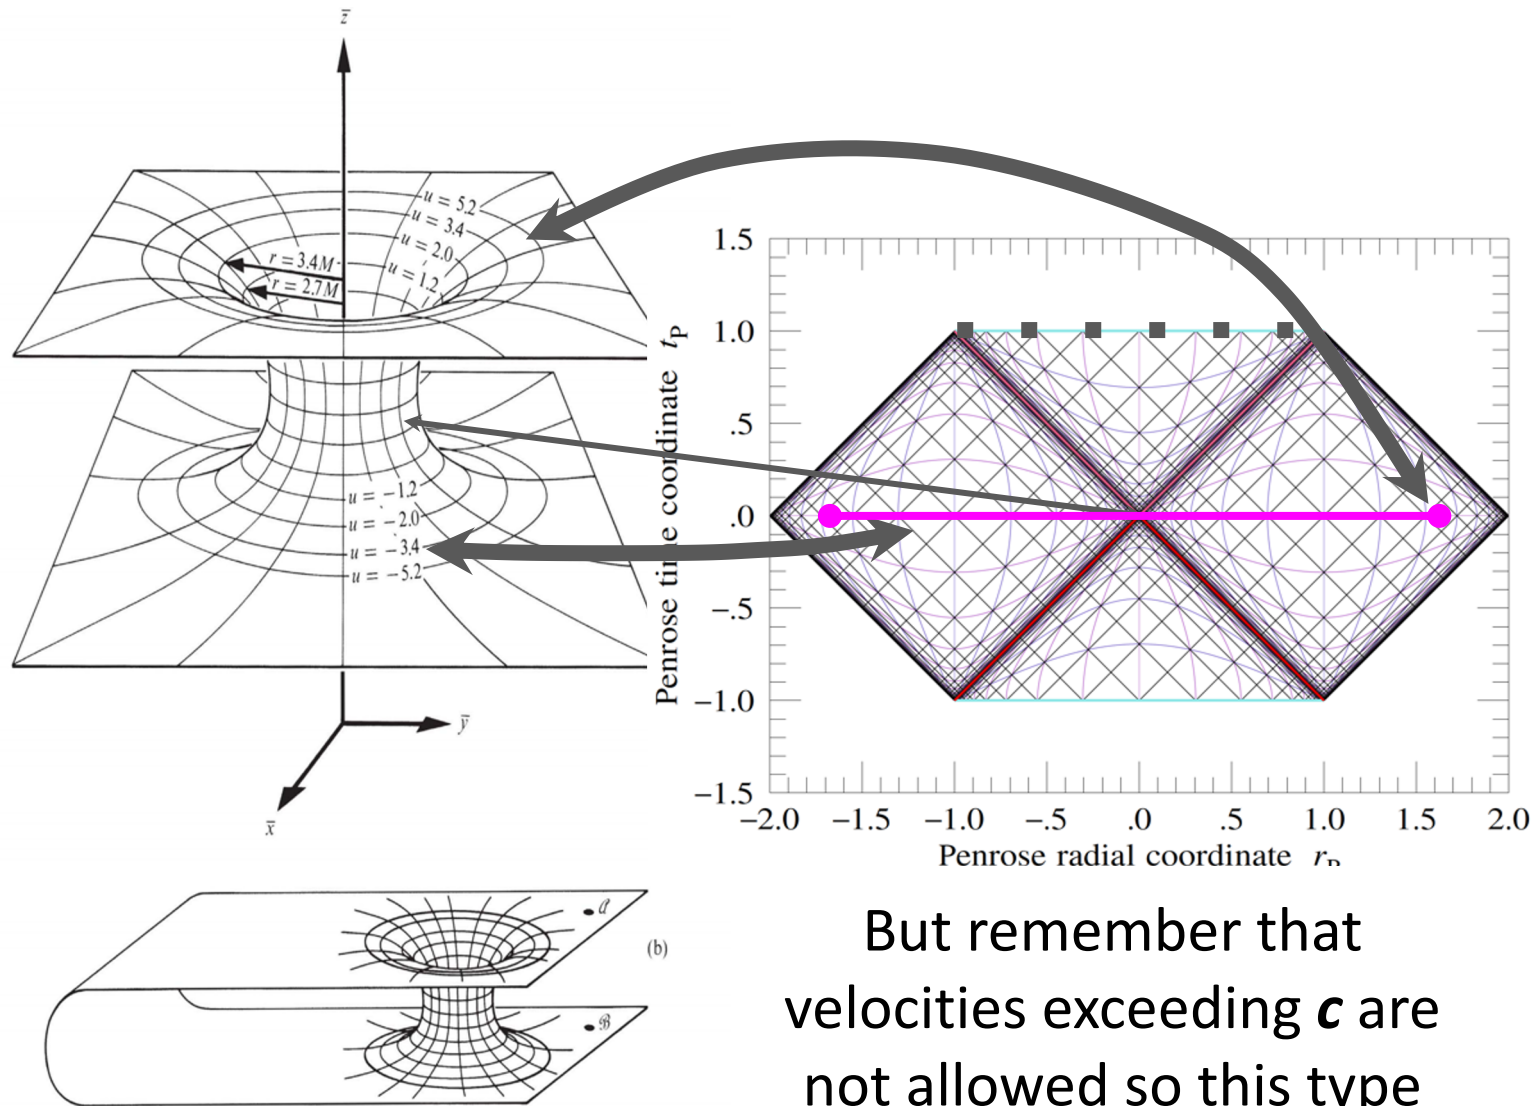 z̄
u = 5.2
u = 3.4
u = 2.0
u = 1.2
r = 3.4M
r = 2.7M
u = −1.2
u = −2.0
u = −3.4
u = −5.2
ȳ
x̄
(b)
𝒜
ℬ
Penrose time coordinate tP
1.5
1.0
.5
.0
−.5
−1.0
−1.5
−2.0 −1.5 −1.0 −.5 .0 .5 1.0 1.5 2.0
Penrose radial coordinate rP
But remember that
velocities exceeding c are
not allowed so this type